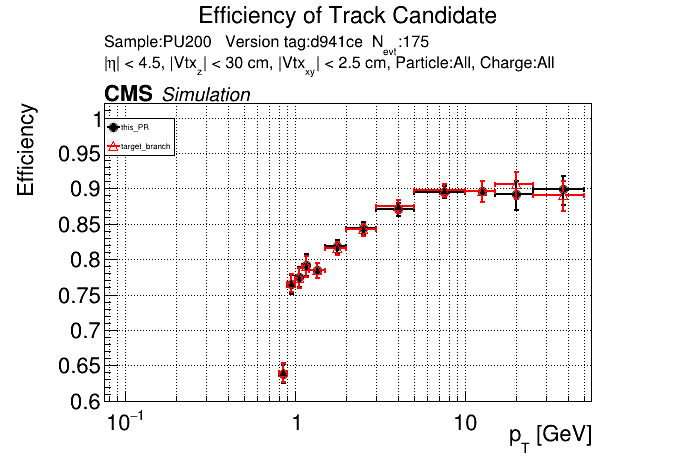 Efficiency of Track Candidate
Sample:PU200 Version tag:d941ce N_evt:175
|η| < 4.5, |Vtx_z| < 30 cm, |Vtx_xy| < 2.5 cm, Particle:All, Charge:All
CMS Simulation
Efficiency
1
0.95
0.9
0.85
0.8
0.75
0.7
0.65
0.6
this_PR
target_branch
10⁻¹ 1 10
p_T [GeV]